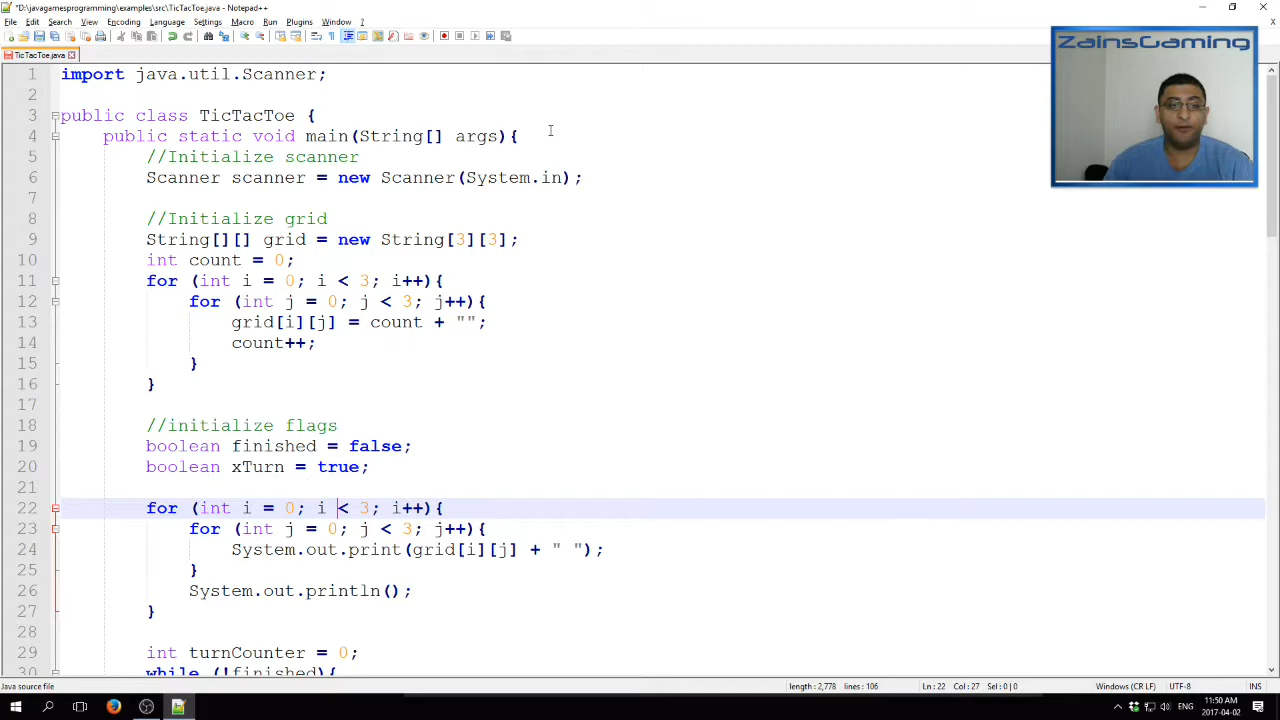 *D:\javagamesprogramming\examples\src\TicTacToe.java - Notepad++
File Edit Search View Encoding Language Settings Macro Run Plugins Window ?
TicTacToe.java
ZainsGaming
1 import java.util.Scanner;
2
3 public class TicTacToe {
4 public static void main(String[] args){
5 //Initialize scanner
6 Scanner scanner = new Scanner(System.in);
7
8 //Initialize grid
9 String[][] grid = new String[3][3];
10 int count = 0;
11 for (int i = 0; i < 3; i++){
12 for (int j = 0; j < 3; j++){
13 grid[i][j] = count + "";
14 count++;
15 }
16 }
17
18 //initialize flags
19 boolean finished = false;
20 boolean xTurn = true;
21
22 for (int i = 0; i < 3; i++){
23 for (int j = 0; j < 3; j++){
24 System.out.print(grid[i][j] + " ");
25 }
26 System.out.println();
27 }
28
29 int turnCounter = 0;
30 while (!finished){
Java source file length : 2,778 lines : 106 Ln : 22 Col : 27 Sel : 0 | 0 Windows (CR LF) UTF-8 INS
ENG 11:50 AM
2017-04-02